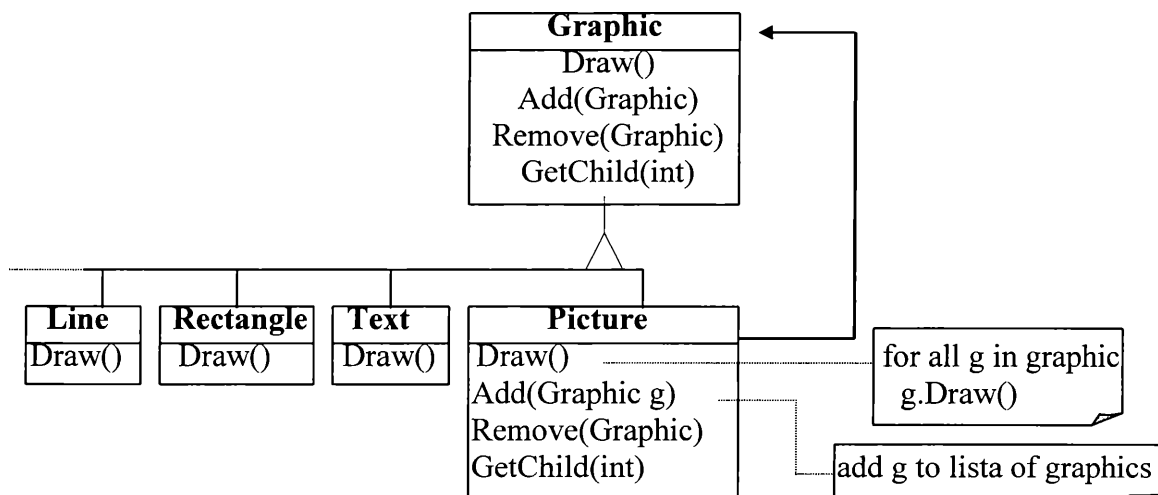 Graphic
Draw()
Add(Graphic)
Remove(Graphic)
GetChild(int)
Line
Draw()
Rectangle
Draw()
Text
Draw()
Picture
Draw()
Add(Graphic g)
Remove(Graphic)
GetChild(int)
for all g in graphic
g.Draw()
add g to lista of graphics